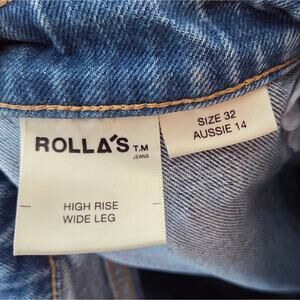 ROLLA'S T.M
JEANS
HIGH RISE
WIDE LEG
SIZE 32
AUSSIE 14